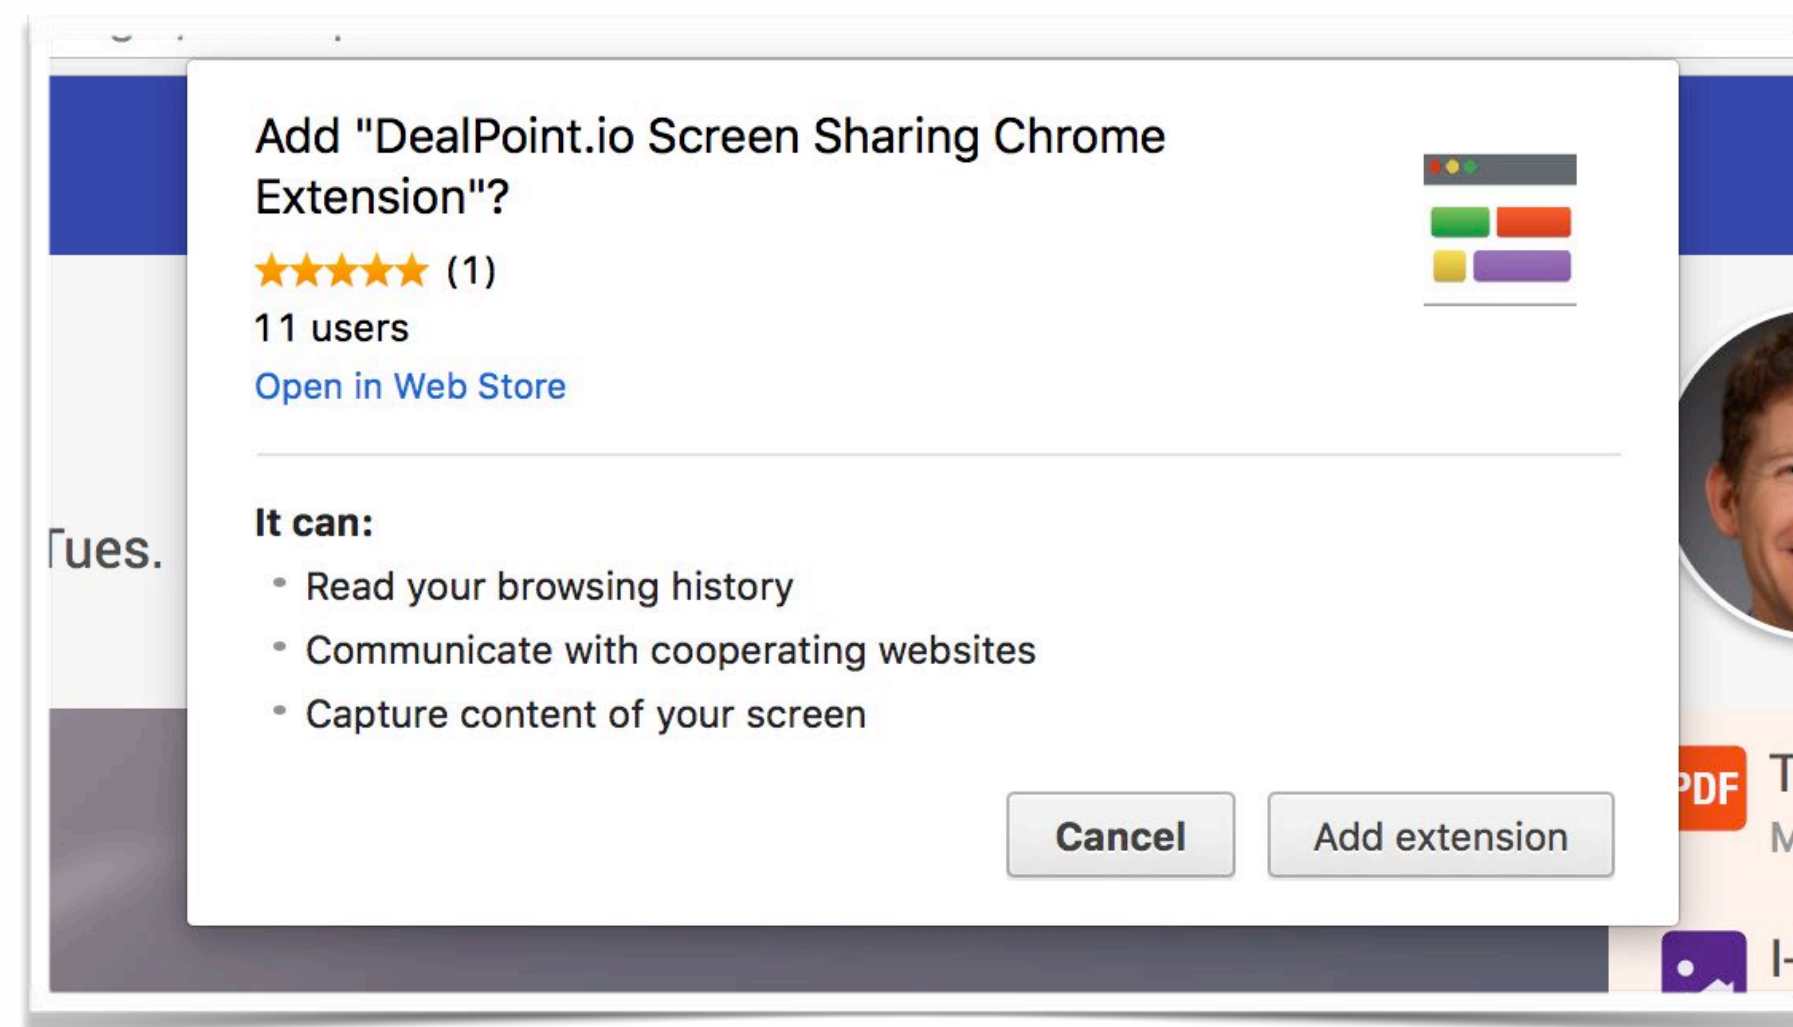 Add "DealPoint.io Screen Sharing Chrome
Extension"?
(1)
11 users
Open in Web Store
It can:
Tues.
• Read your browsing history
• Communicate with cooperating websites
• Capture content of your screen
PDF
Cancel
Add extension